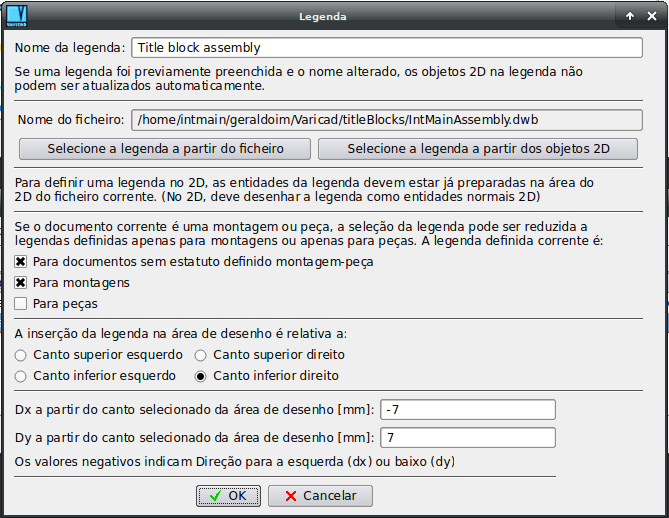 Legenda
Nome da legenda: Title block assembly
Se uma legenda foi previamente preenchida e o nome alterado, os objetos 2D na legenda não
podem ser atualizados automaticamente.
Nome do ficheiro: /home/intmain/geraldoim/Varicad/titleBlocks/IntMainAssembly.dwb
Selecione a legenda a partir do ficheiro Selecione a legenda a partir dos objetos 2D
Para definir uma legenda no 2D, as entidades da legenda devem estar já preparadas na área do
2D do ficheiro corrente. (No 2D, deve desenhar a legenda como entidades normais 2D)
Se o documento corrente é uma montagem ou peça, a seleção da legenda pode ser reduzida a
legendas definidas apenas para montagens ou apenas para peças. A legenda definida corrente é:
Para documentos sem estatuto definido montagem-peça
Para montagens
Para peças
A inserção da legenda na área de desenho é relativa a:
Canto superior esquerdo Canto superior direito
Canto inferior esquerdo Canto inferior direito
Dx a partir do canto selecionado da área de desenho [mm]: -7
Dy a partir do canto selecionado da área de desenho [mm]: 7
Os valores negativos indicam Direção para a esquerda (dx) ou baixo (dy)
OK Cancelar